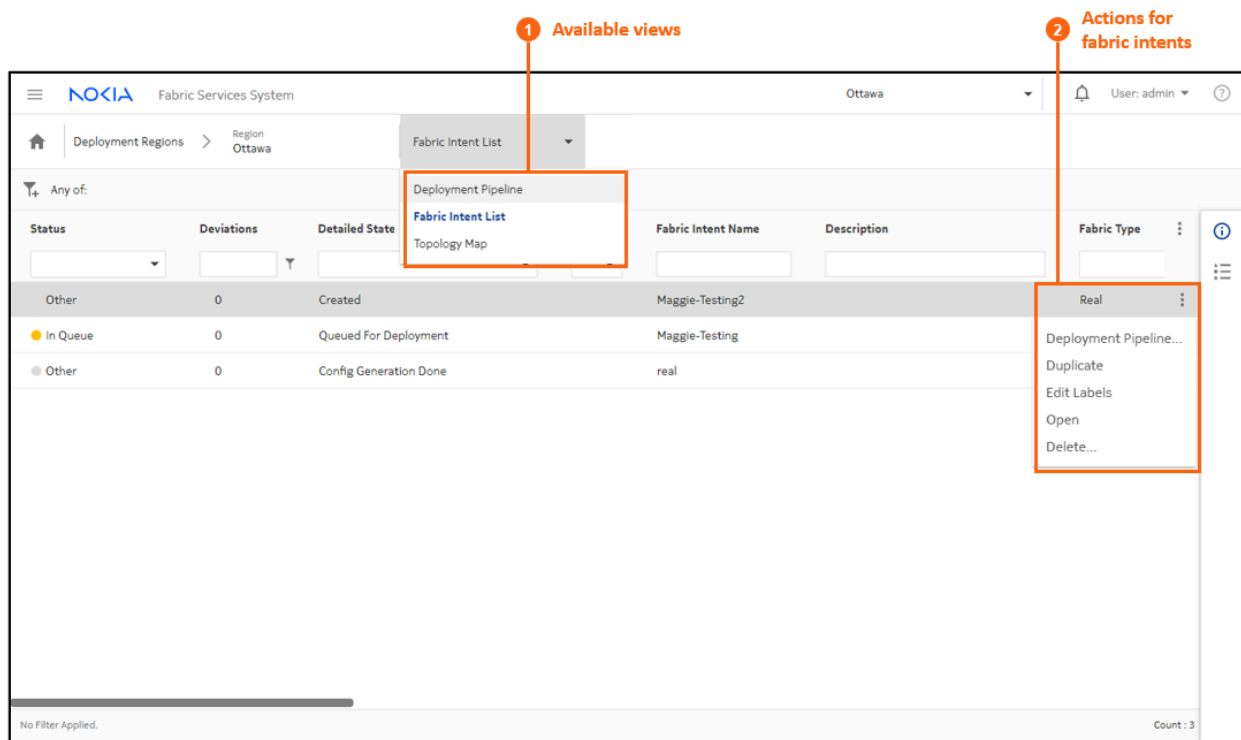 1 Available views
2 Actions for
fabric intents
NOKIA Fabric Services System Ottawa User: admin ?
Deployment Regions Region
Ottawa
Fabric Intent List
Any of:
Deployment Pipeline
Fabric Intent List
Topology Map
Status Deviations Detailed State Fabric Intent Name Description Fabric Type
Other 0 Created Maggie-Testing2 Real
In Queue 0 Queued For Deployment Maggie-Testing
Other 0 Config Generation Done real
Deployment Pipeline...
Duplicate
Edit Labels
Open
Delete...
No Filter Applied. Count : 3